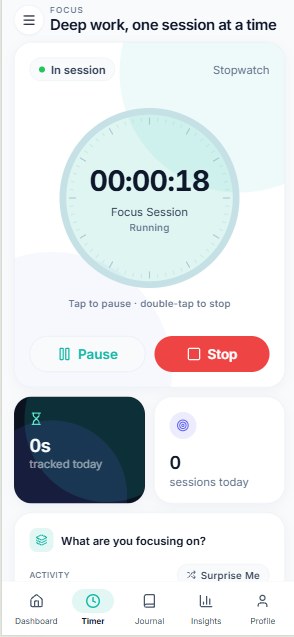 FOCUS
Deep work, one session at a time
In session
Stopwatch
00:00:18
Focus Session
Running
Tap to pause · double-tap to stop
Pause
Stop
0s
tracked today
0
sessions today
What are you focusing on?
ACTIVITY
Surprise Me
Dashboard
Timer
Journal
Insights
Profile